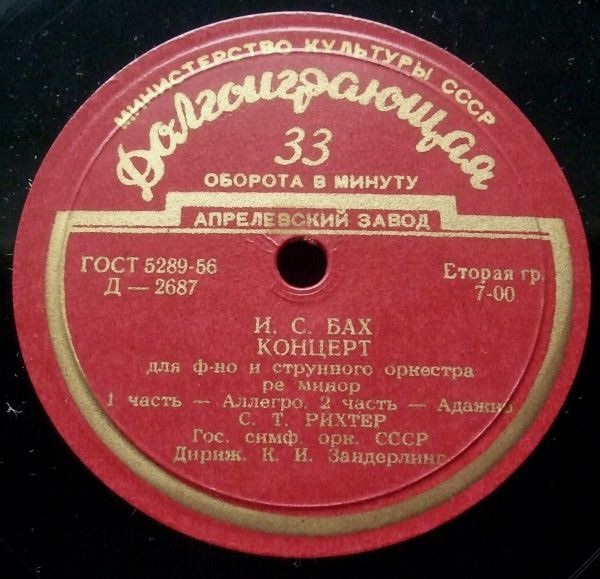 МИНИСТЕРСТВО КУЛЬТУРЫ СССР
Долгоиграющая
33
ОБОРОТА В МИНУТУ
АПРЕЛЕВСКИЙ ЗАВОД
ГОСТ 5289-56
Д — 2687
Вторая гр.
7-00
И. С. БАХ
КОНЦЕРТ
для ф-но и струнного оркестра
ре минор
1 часть — Аллегро, 2 часть — Адажио
С. Т. РИХТЕР
Гос. симф. орк. СССР
Дириж. К. И. Зандерлинг